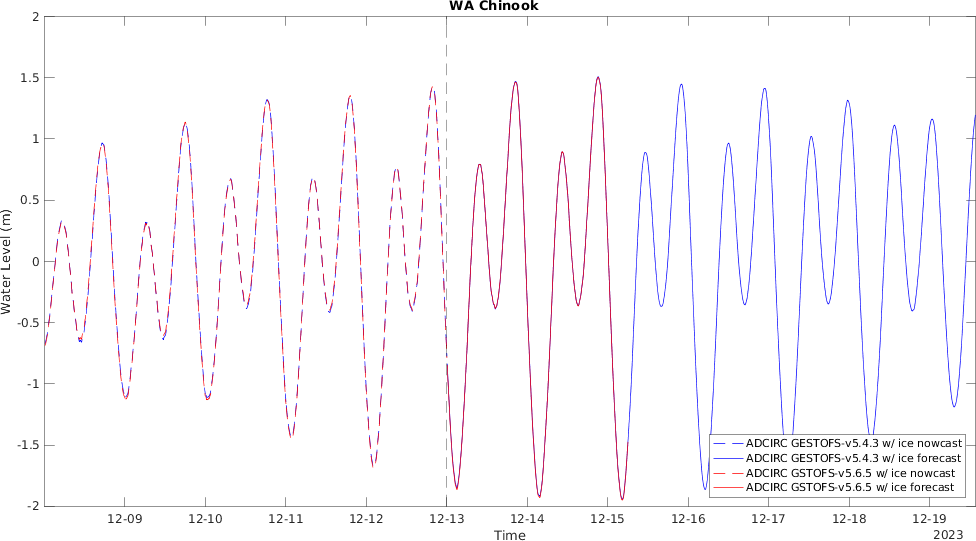 WA Chinook
2
1.5
1
0.5
0
-0.5
-1
-1.5
-2
Water Level (m)
ADCIRC GESTOFS-v5.4.3 w/ ice nowcast
ADCIRC GESTOFS-v5.4.3 w/ ice forecast
ADCIRC GSTOFS-v5.6.5 w/ ice nowcast
ADCIRC GSTOFS-v5.6.5 w/ ice forecast
12-09 12-10 12-11 12-12 12-13 12-14 12-15 12-16 12-17 12-18 12-19
Time 2023